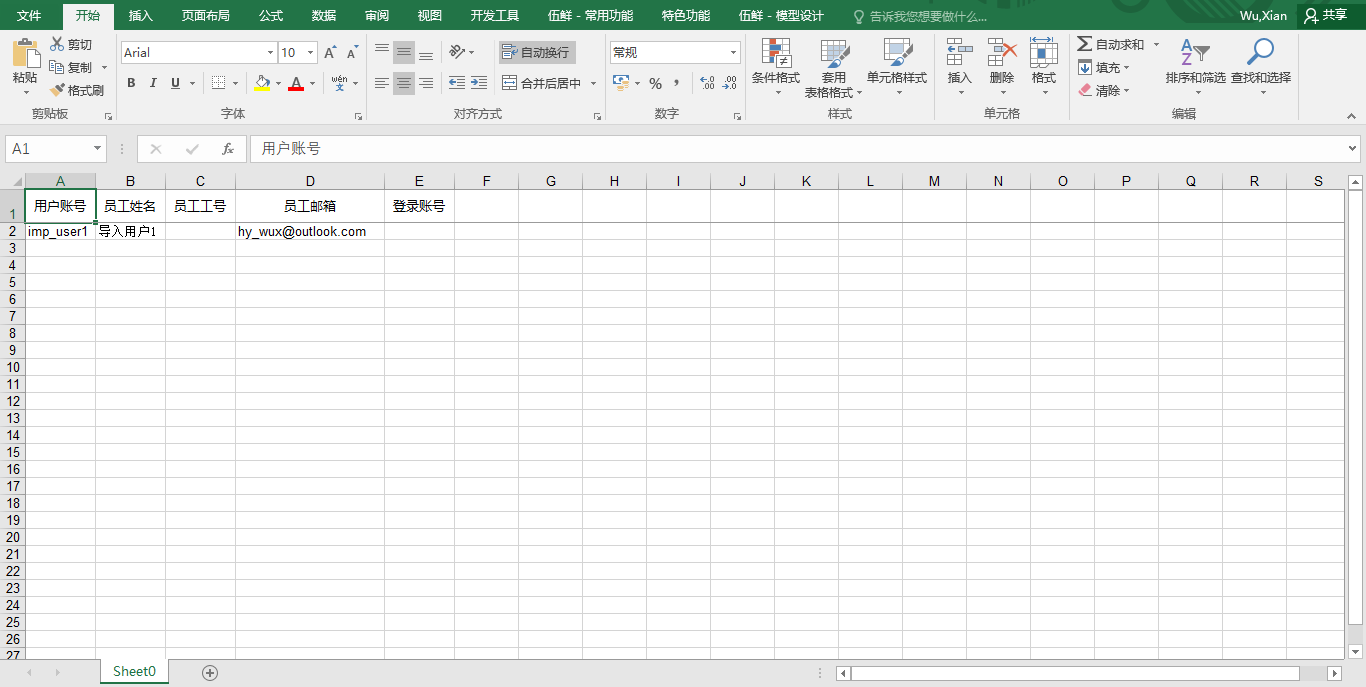 文件 开始 插入 页面布局 公式 数据 审阅 视图 开发工具 伍鲜 - 常用功能 特色功能 伍鲜 - 模型设计 告诉我您想要做什么... Wu,Xian 共享
粘贴 剪切 复制 格式刷
剪贴板
Arial 10
B I U A wén 文
字体
自动换行
合并后居中
对齐方式
常规
% , .00
数字
条件格式 套用 表格格式 单元格样式
样式
插入 删除 格式
单元格
自动求和
填充
清除
排序和筛选 查找和选择
编辑
A1 fx 用户账号
A B C D E F G H I J K L M N O P Q R S
1 用户账号 员工姓名 员工工号 员工邮箱 登录账号
2 imp_user1 导入用户1 hy_wux@outlook.com
3
4
5
6
7
8
9
10
11
12
13
14
15
16
17
18
19
20
21
22
23
24
25
26
27
Sheet0